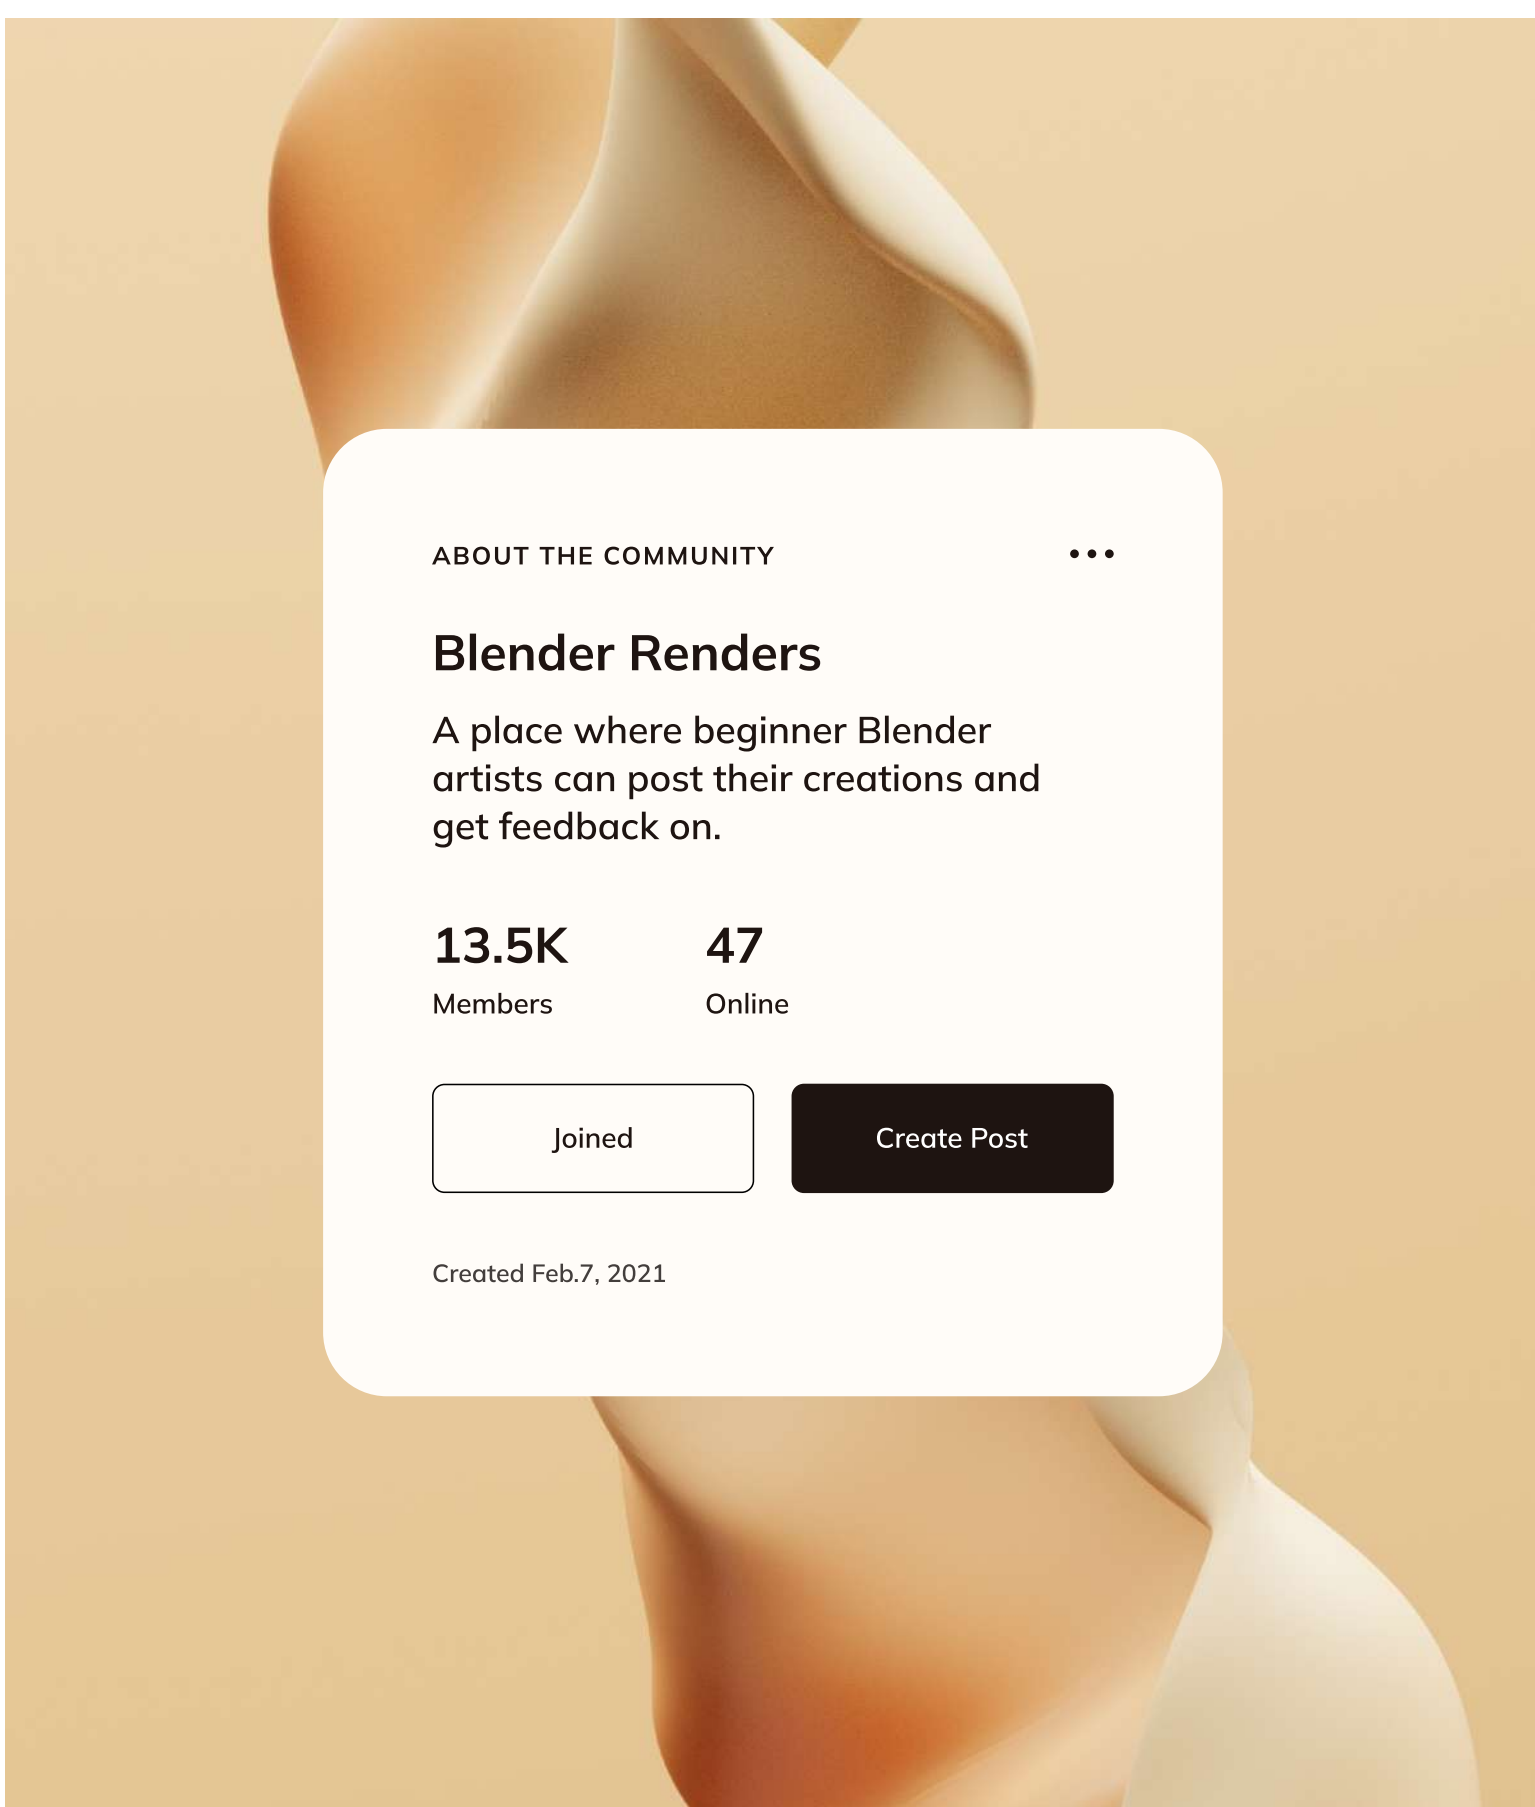 ABOUT THE COMMUNITY
Blender Renders
A place where beginner Blender
artists can post their creations and
get feedback on.
13.5K
47
Members
Online
Joined
Create Post
Created Feb.7, 2021